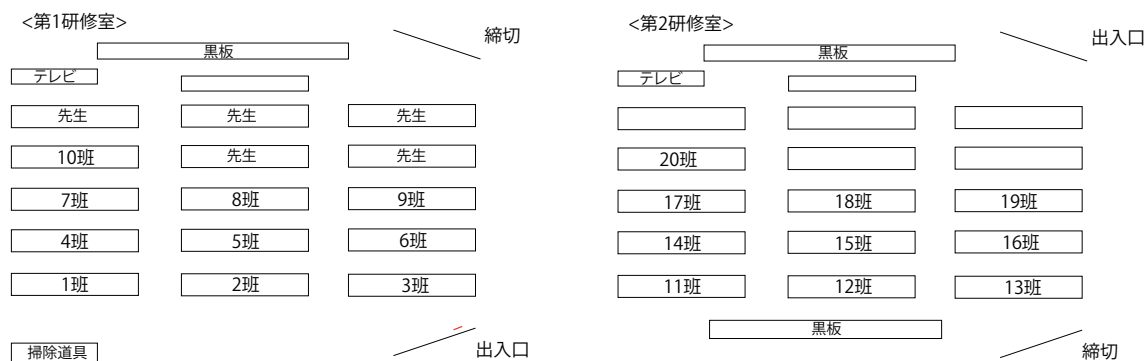 <第1研修室>
締切
黒板
テレビ
先生 先生 先生
10班 先生 先生
7班 8班 9班
4班 5班 6班
1班 2班 3班
掃除道具
出入口
<第2研修室>
出入口
黒板
テレビ
20班
17班 18班 19班
14班 15班 16班
11班 12班 13班
黒板
締切